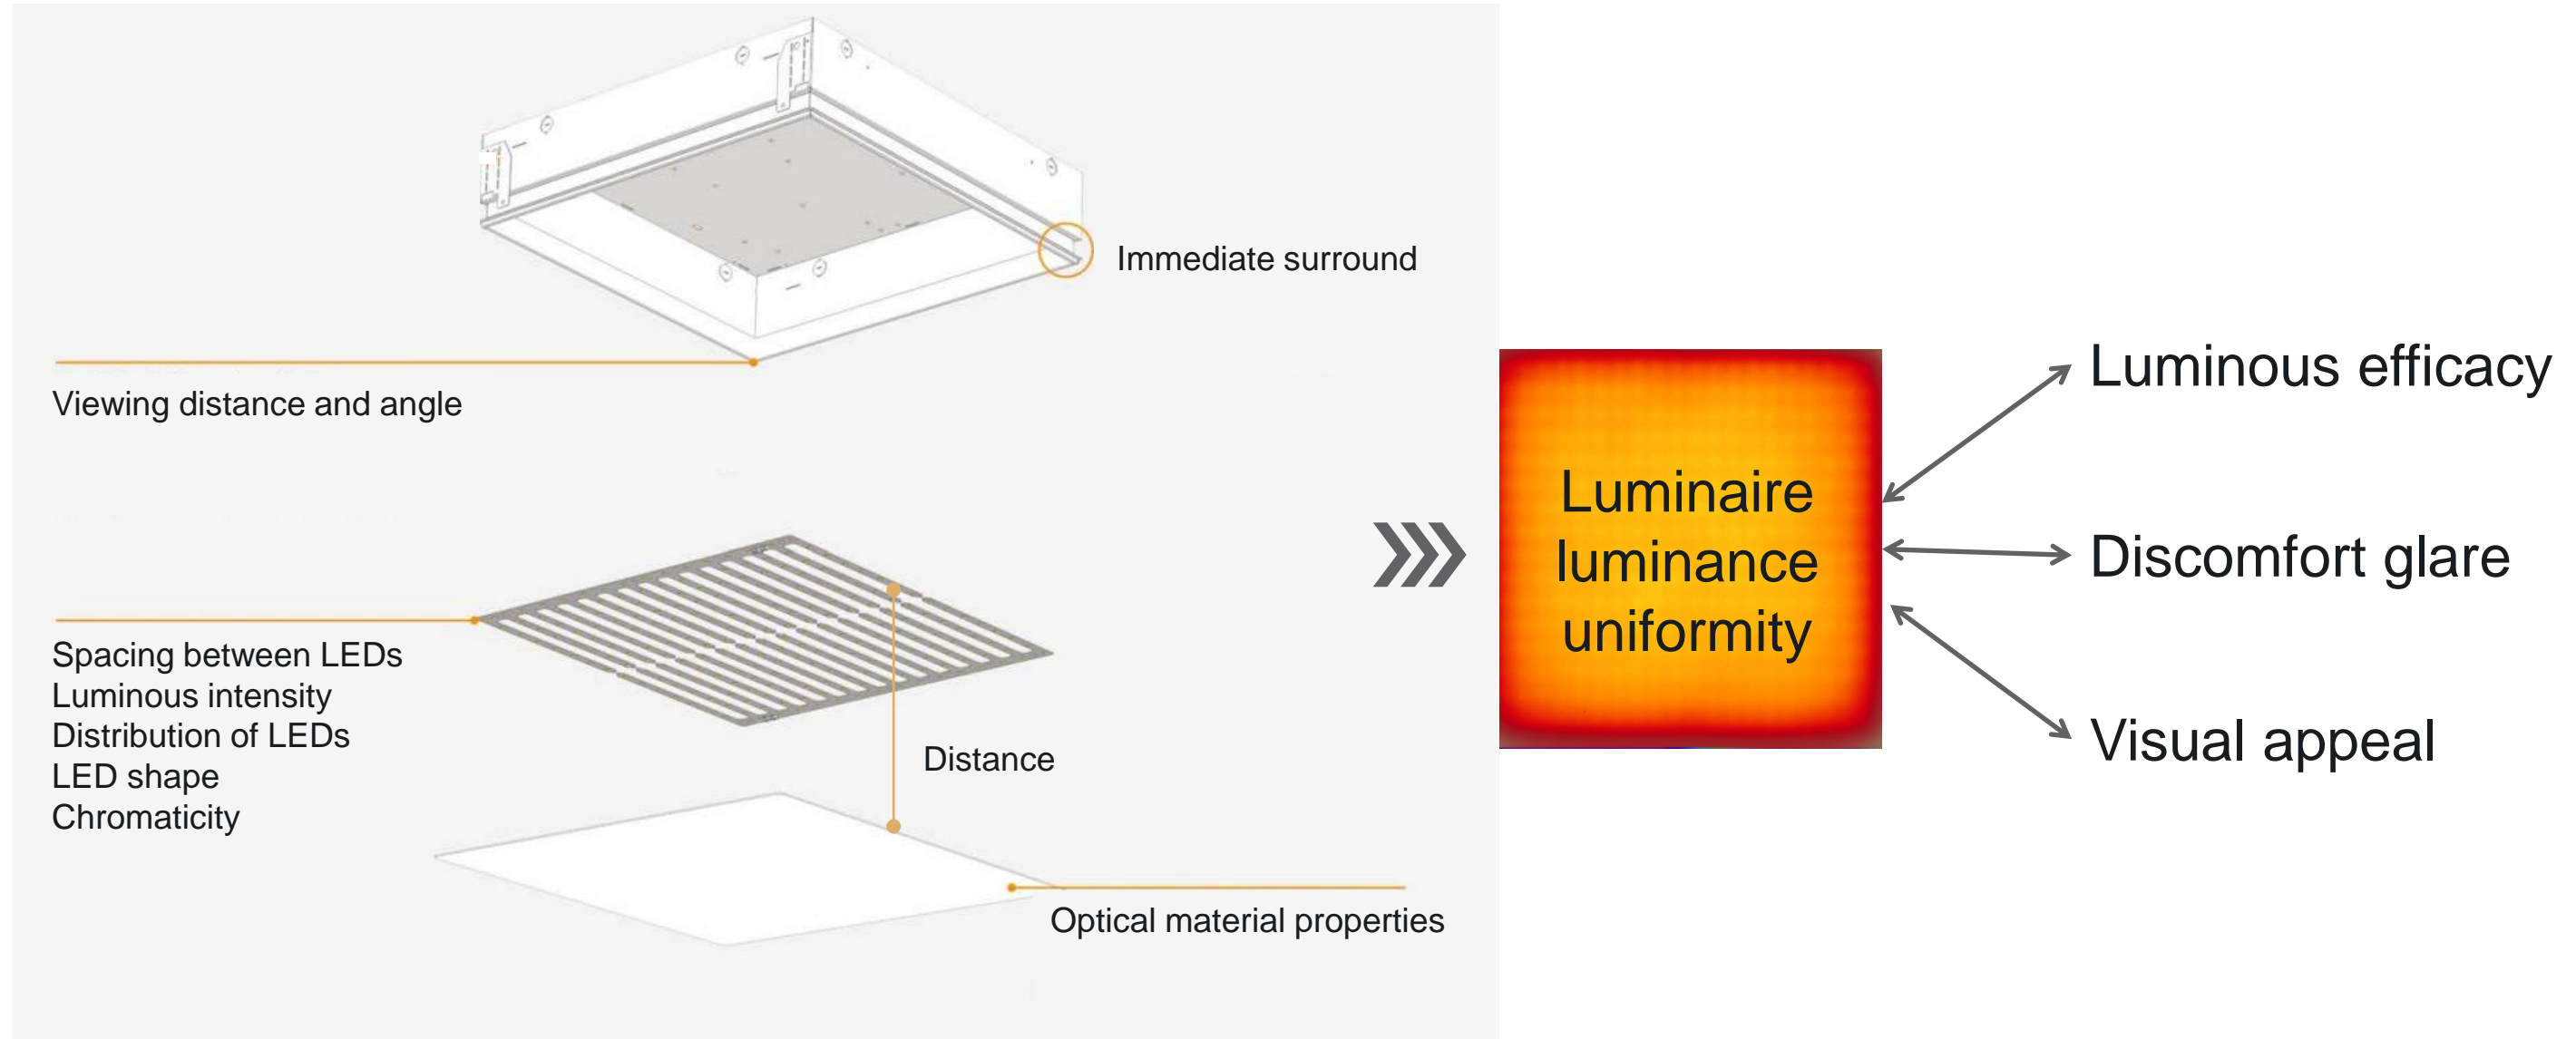 Immediate surround
Viewing distance and angle
Spacing between LEDs
Luminous intensity
Distribution of LEDs
LED shape
Chromaticity
Distance
Optical material properties
Luminaire
luminance
uniformity
Luminous efficacy
Discomfort glare
Visual appeal